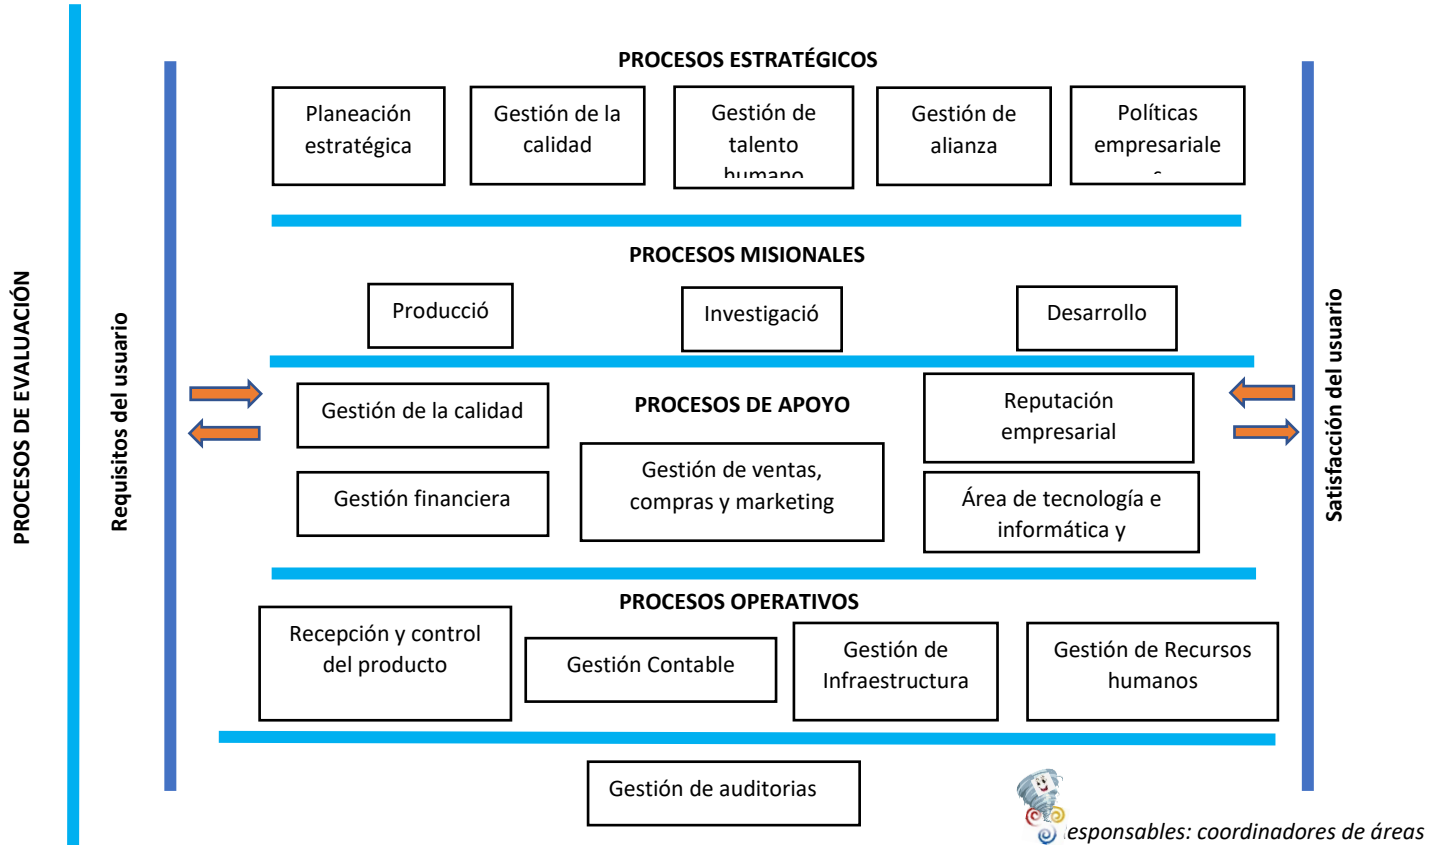 PROCESOS DE EVALUACIÓN
Requisitos del usuario
PROCESOS ESTRATÉGICOS
Planeación
estratégica
Gestión de la
calidad
Gestión de
talento
humano
Gestión de
alianza
Políticas
empresariale
s
PROCESOS MISIONALES
Producció
Investigació
Desarrollo
Gestión de la calidad
Gestión financiera
PROCESOS DE APOYO
Gestión de ventas,
compras y marketing
Reputación
empresarial
Área de tecnología e
informática y
PROCESOS OPERATIVOS
Recepción y control
del producto
Gestión Contable
Gestión de
Infraestructura
Gestión de Recursos
humanos
Gestión de auditorias
Satisfacción del usuario
esponsables: coordinadores de áreas